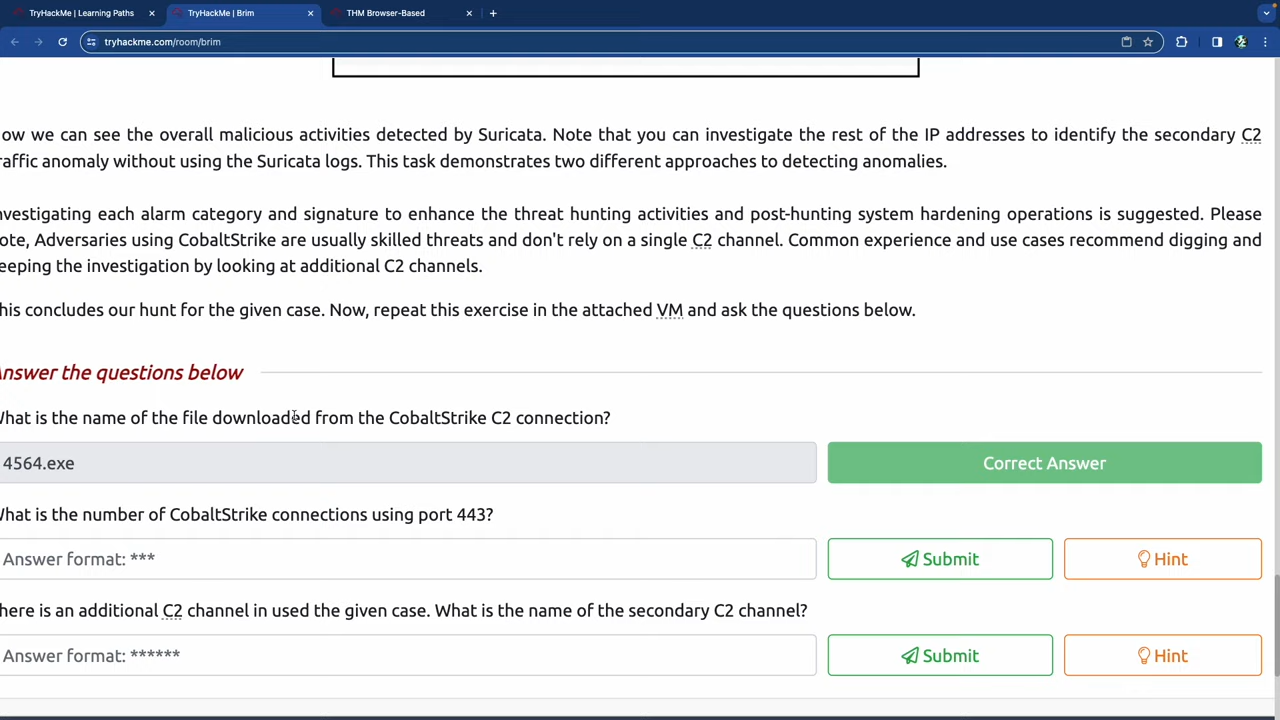 TryHackMe | Learning Paths
TryHackMe | Brim
THM Browser-Based
tryhackme.com/room/brim
ow we can see the overall malicious activities detected by Suricata. Note that you can investigate the rest of the IP addresses to identify the secondary C2
raffic anomaly without using the Suricata logs. This task demonstrates two different approaches to detecting anomalies.
nvestigating each alarm category and signature to enhance the threat hunting activities and post-hunting system hardening operations is suggested. Please
ote, Adversaries using CobaltStrike are usually skilled threats and don't rely on a single C2 channel. Common experience and use cases recommend digging and
eeping the investigation by looking at additional C2 channels.
his concludes our hunt for the given case. Now, repeat this exercise in the attached VM and ask the questions below.
Answer the questions below
What is the name of the file downloaded from the CobaltStrike C2 connection?
4564.exe
Correct Answer
What is the number of CobaltStrike connections using port 443?
Answer format: ***
Submit
Hint
here is an additional C2 channel in used the given case. What is the name of the secondary C2 channel?
Answer format: ******
Submit
Hint